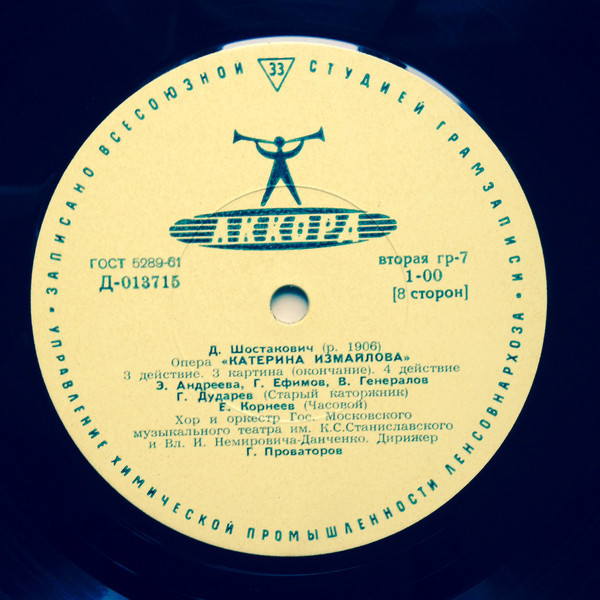 ЗАПИСАНО ВСЕСОЮЗНОЙ 33 СТУДИЕЙ ГРАМЗАПИСИ •
УПРАВЛЕНИЕ ХИМИЧЕСКОЙ ПРОМЫШЛЕННОСТИ ЛЕНСОВНАРХОЗА •
АККОРД
ГОСТ 5289-61
Д-013715
вторая гр-7
1-00
[8 сторон]
Д. Шостакович (р. 1906)
Опера «КАТЕРИНА ИЗМАЙЛОВА»
3 действие. 3 картина (окончание). 4 действие
Э. Андреева, Г. Ефимов, В. Генералов
Г. Дударев (Старый каторжник)
Е. Корнеев (Часовой)
Хор и оркестр Гос. Московского
музыкального театра им. К.С.Станиславского
и Вл. И. Немировича-Данченко. Дирижер
Г. Проваторов